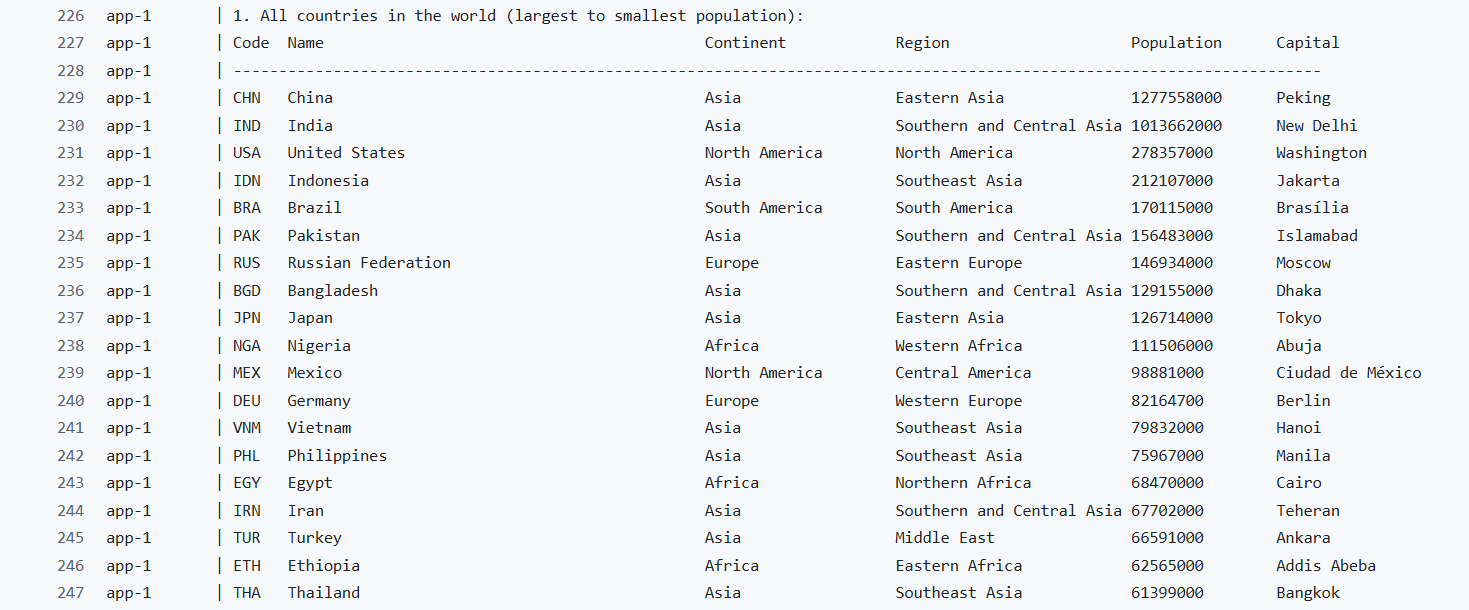 226 app-1 | 1. All countries in the world (largest to smallest population):
227 app-1 | Code Name Continent Region Population Capital
228 app-1 | ------------------------------------------------------------------------------------------------------------------------
229 app-1 | CHN China Asia Eastern Asia 1277558000 Peking
230 app-1 | IND India Asia Southern and Central Asia 1013662000 New Delhi
231 app-1 | USA United States North America North America 278357000 Washington
232 app-1 | IDN Indonesia Asia Southeast Asia 212107000 Jakarta
233 app-1 | BRA Brazil South America South America 170115000 Brasília
234 app-1 | PAK Pakistan Asia Southern and Central Asia 156483000 Islamabad
235 app-1 | RUS Russian Federation Europe Eastern Europe 146934000 Moscow
236 app-1 | BGD Bangladesh Asia Southern and Central Asia 129155000 Dhaka
237 app-1 | JPN Japan Asia Eastern Asia 126714000 Tokyo
238 app-1 | NGA Nigeria Africa Western Africa 111506000 Abuja
239 app-1 | MEX Mexico North America Central America 98881000 Ciudad de México
240 app-1 | DEU Germany Europe Western Europe 82164700 Berlin
241 app-1 | VNM Vietnam Asia Southeast Asia 79832000 Hanoi
242 app-1 | PHL Philippines Asia Southeast Asia 75967000 Manila
243 app-1 | EGY Egypt Africa Northern Africa 68470000 Cairo
244 app-1 | IRN Iran Asia Southern and Central Asia 67702000 Teheran
245 app-1 | TUR Turkey Asia Middle East 66591000 Ankara
246 app-1 | ETH Ethiopia Africa Eastern Africa 62565000 Addis Abeba
247 app-1 | THA Thailand Asia Southeast Asia 61399000 Bangkok